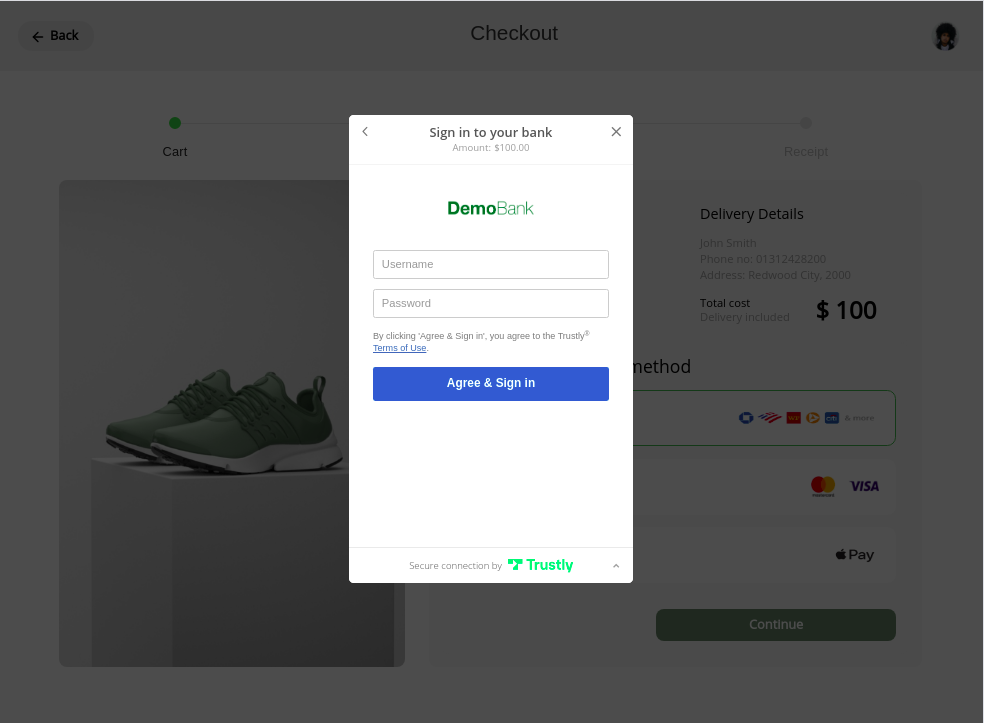 Back
Checkout
Cart
Receipt
Sign in to your bank
Amount: $100.00
DemoBank
Username
Password
By clicking 'Agree & Sign in', you agree to the Trustly®
Terms of Use.
Agree & Sign in
Secure connection by Trustly
Delivery Details
John Smith
Phone no: 01312428200
Address: Redwood City, 2000
Total cost
Delivery included
$ 100
method
citi & more
mastercard VISA
Pay
Continue